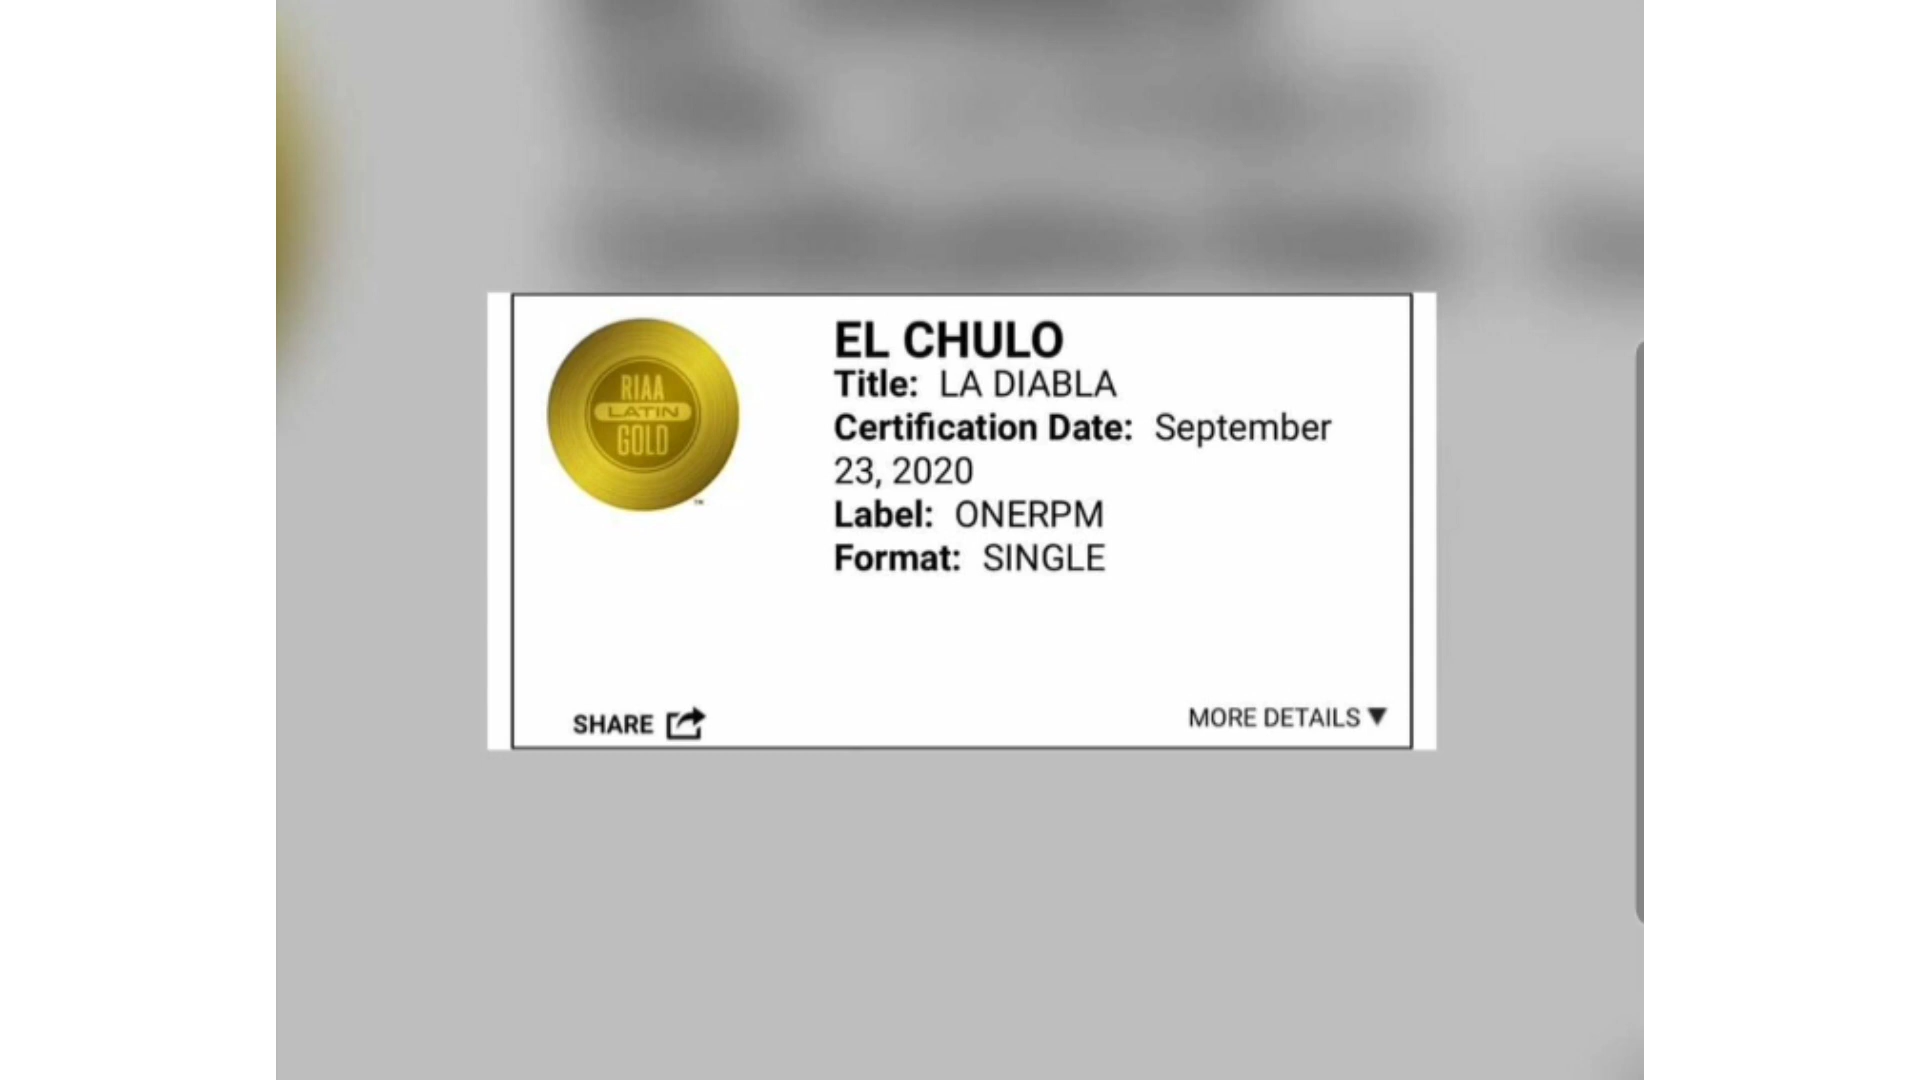 RIAA
LATIN
GOLD
™
EL CHULO
Title: LA DIABLA
Certification Date: September
23, 2020
Label: ONERPM
Format: SINGLE
SHARE
MORE DETAILS ▼